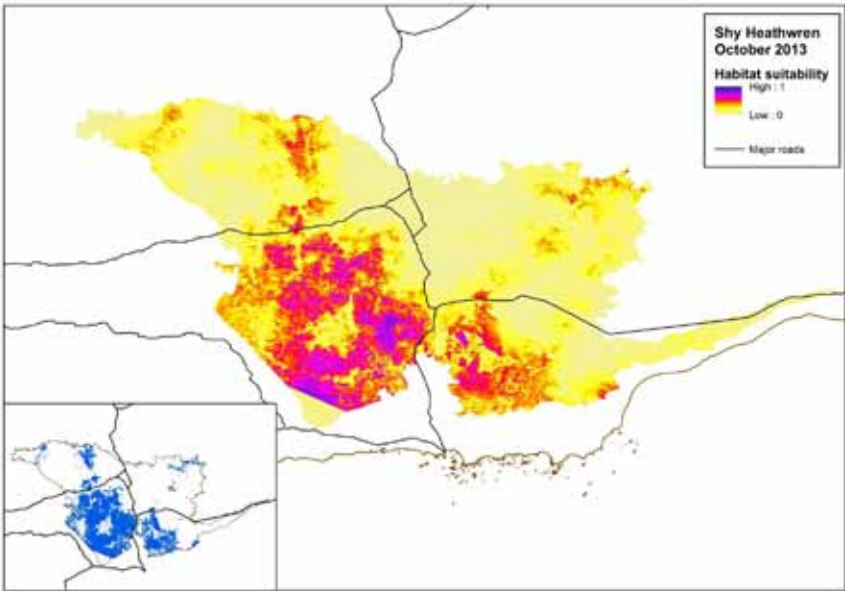 Shy Heathwren
October 2013
Habitat suitability
High : 1
Low : 0
Major roads